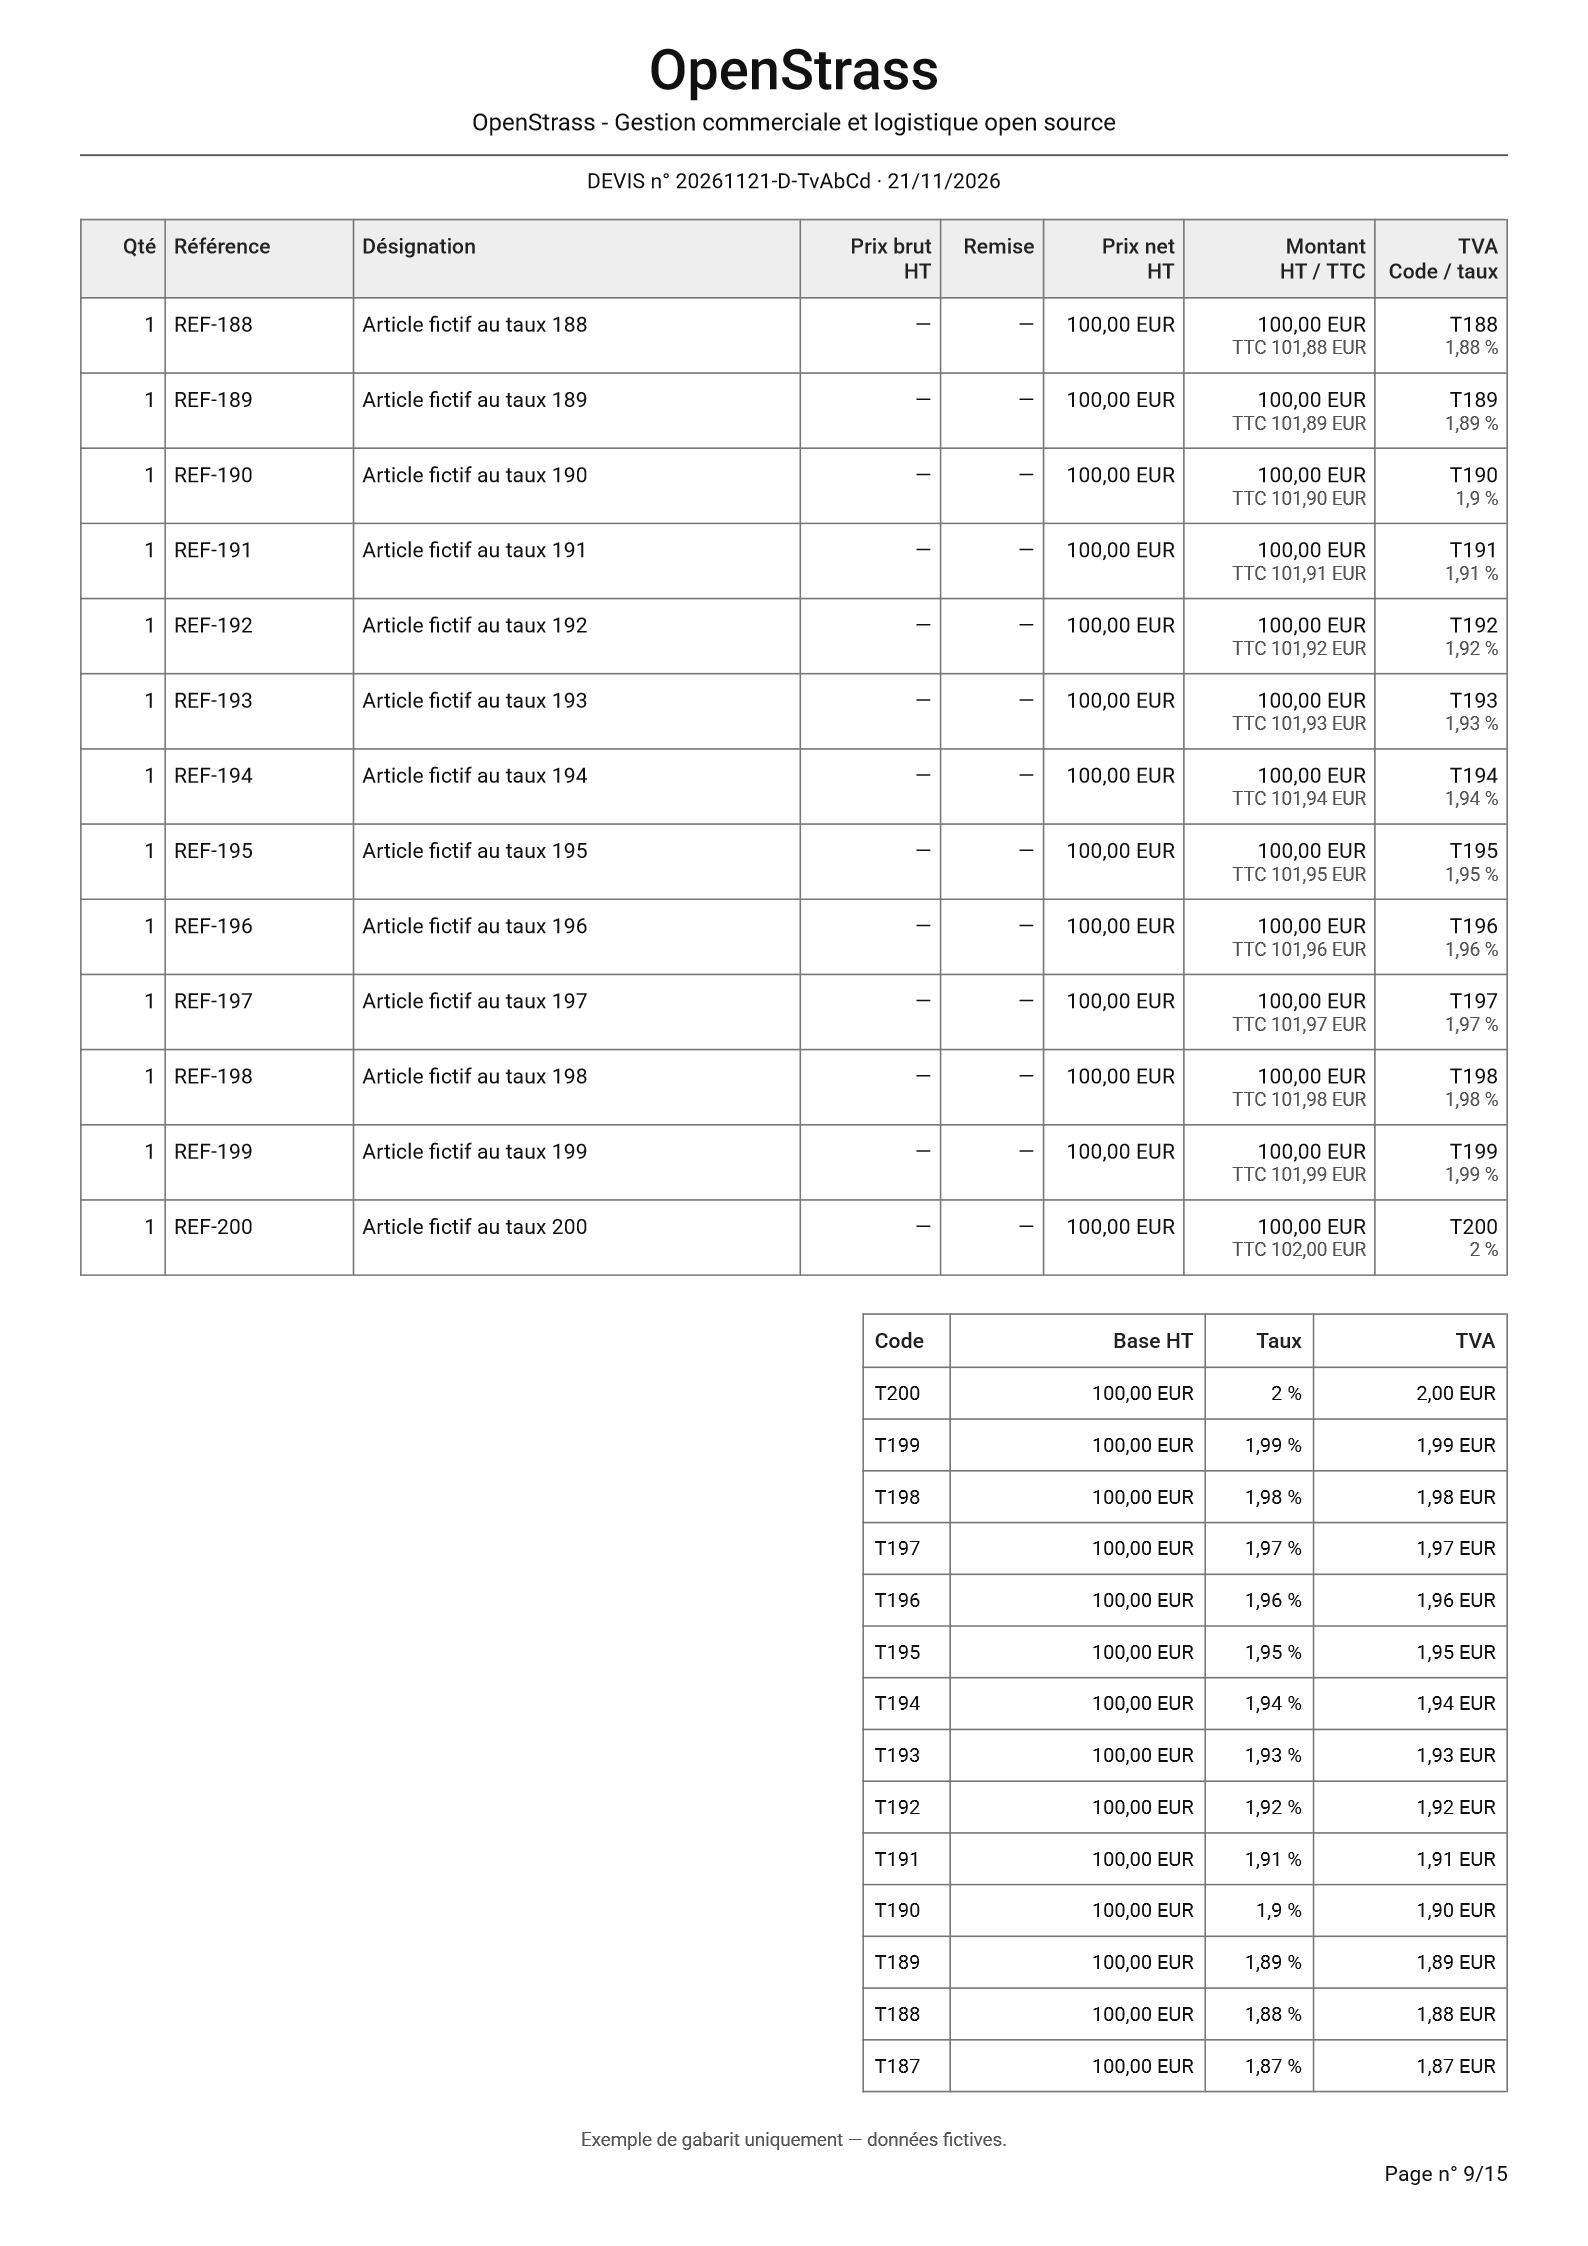 OpenStrass
OpenStrass - Gestion commerciale et logistique open source
DEVIS n° 20261121-D-TvAbCd · 21/11/2026
Qté Référence Désignation Prix brut HT Remise Prix net HT Montant HT / TTC TVA Code / taux
1 REF-188 Article fictif au taux 188 — — 100,00 EUR 100,00 EUR T188
TTC 101,88 EUR 1,88 %
1 REF-189 Article fictif au taux 189 — — 100,00 EUR 100,00 EUR T189
TTC 101,89 EUR 1,89 %
1 REF-190 Article fictif au taux 190 — — 100,00 EUR 100,00 EUR T190
TTC 101,90 EUR 1,9 %
1 REF-191 Article fictif au taux 191 — — 100,00 EUR 100,00 EUR T191
TTC 101,91 EUR 1,91 %
1 REF-192 Article fictif au taux 192 — — 100,00 EUR 100,00 EUR T192
TTC 101,92 EUR 1,92 %
1 REF-193 Article fictif au taux 193 — — 100,00 EUR 100,00 EUR T193
TTC 101,93 EUR 1,93 %
1 REF-194 Article fictif au taux 194 — — 100,00 EUR 100,00 EUR T194
TTC 101,94 EUR 1,94 %
1 REF-195 Article fictif au taux 195 — — 100,00 EUR 100,00 EUR T195
TTC 101,95 EUR 1,95 %
1 REF-196 Article fictif au taux 196 — — 100,00 EUR 100,00 EUR T196
TTC 101,96 EUR 1,96 %
1 REF-197 Article fictif au taux 197 — — 100,00 EUR 100,00 EUR T197
TTC 101,97 EUR 1,97 %
1 REF-198 Article fictif au taux 198 — — 100,00 EUR 100,00 EUR T198
TTC 101,98 EUR 1,98 %
1 REF-199 Article fictif au taux 199 — — 100,00 EUR 100,00 EUR T199
TTC 101,99 EUR 1,99 %
1 REF-200 Article fictif au taux 200 — — 100,00 EUR 100,00 EUR T200
TTC 102,00 EUR 2 %
Code Base HT Taux TVA
T200 100,00 EUR 2 % 2,00 EUR
T199 100,00 EUR 1,99 % 1,99 EUR
T198 100,00 EUR 1,98 % 1,98 EUR
T197 100,00 EUR 1,97 % 1,97 EUR
T196 100,00 EUR 1,96 % 1,96 EUR
T195 100,00 EUR 1,95 % 1,95 EUR
T194 100,00 EUR 1,94 % 1,94 EUR
T193 100,00 EUR 1,93 % 1,93 EUR
T192 100,00 EUR 1,92 % 1,92 EUR
T191 100,00 EUR 1,91 % 1,91 EUR
T190 100,00 EUR 1,9 % 1,90 EUR
T189 100,00 EUR 1,89 % 1,89 EUR
T188 100,00 EUR 1,88 % 1,88 EUR
T187 100,00 EUR 1,87 % 1,87 EUR
Exemple de gabarit uniquement — données fictives.
Page n° 9/15